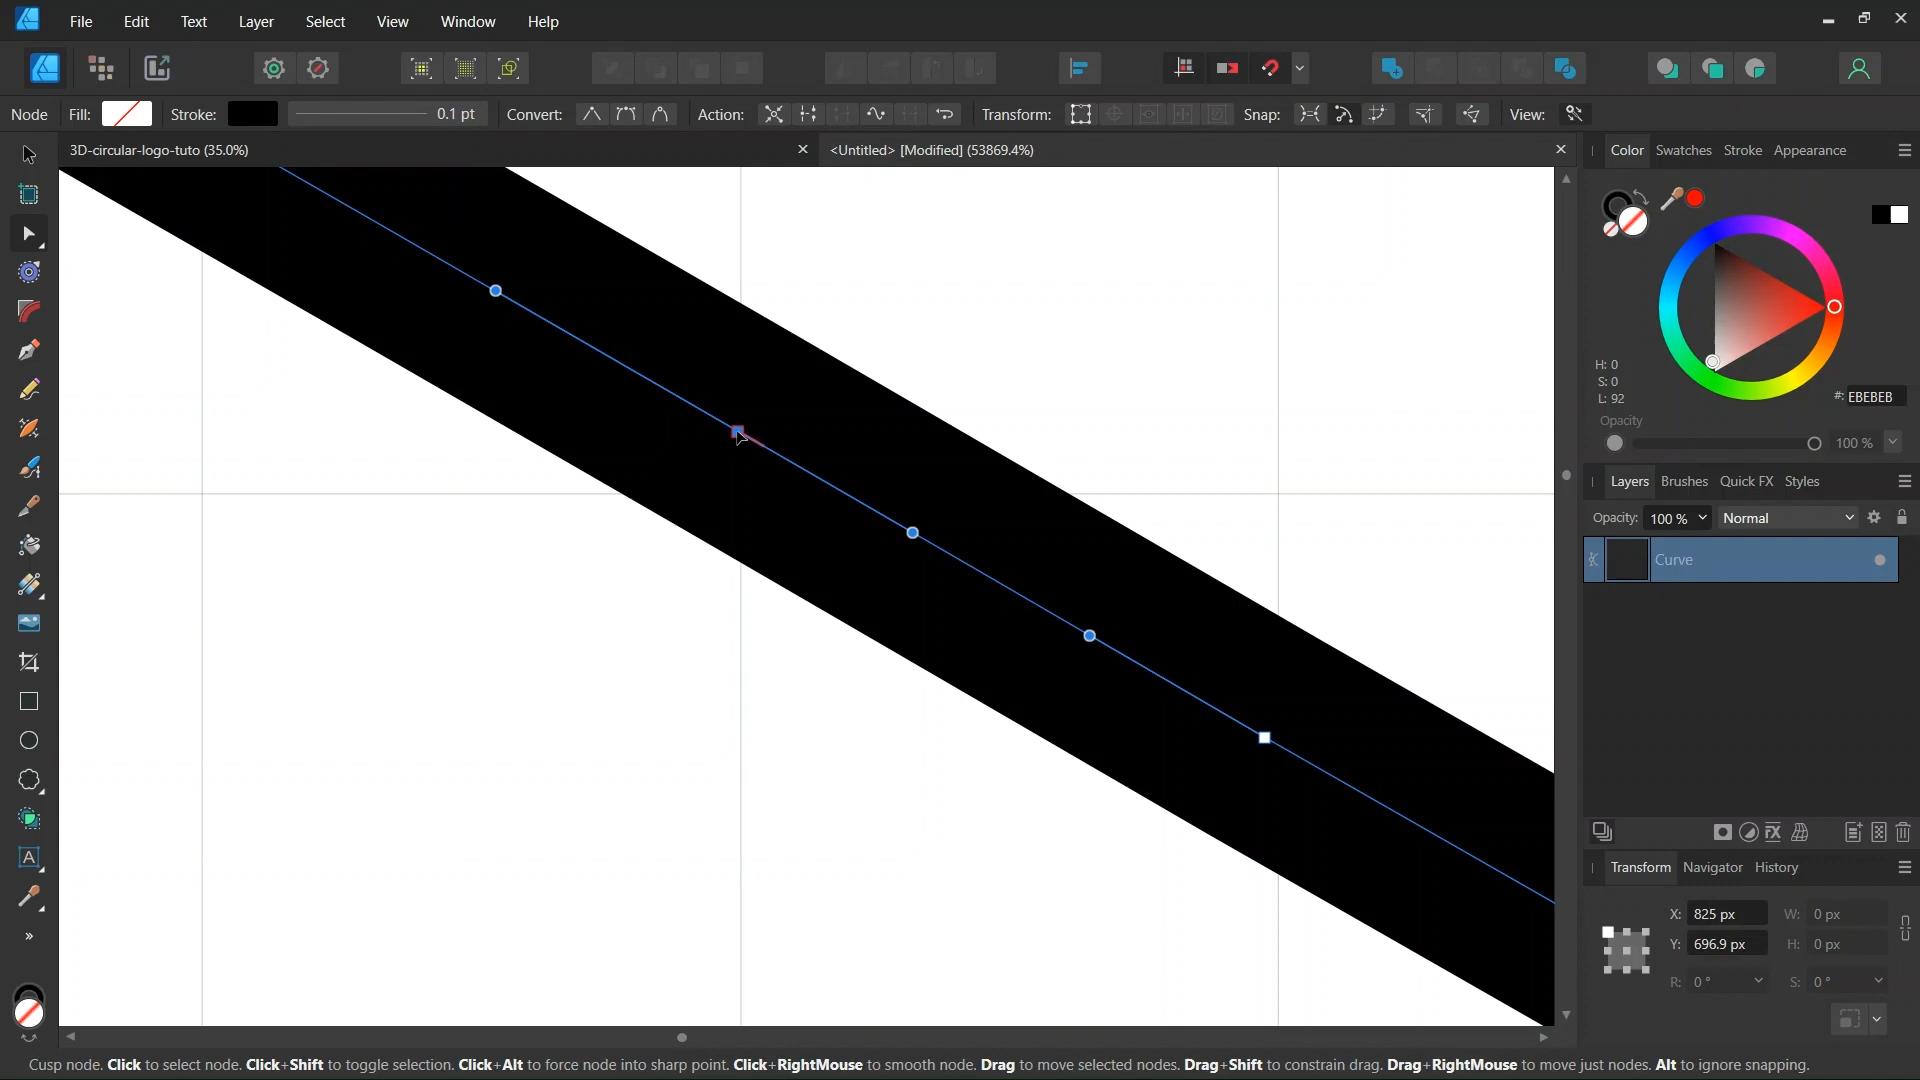 File Edit Text Layer Select View Window Help
Node Fill: Stroke: 0.1 pt Convert: Action: Transform: Snap: View:
3D-circular-logo-tuto (35.0%) <Untitled> [Modified] (53869.4%)
Color Swatches Stroke Appearance
H: 0
S: 0
L: 92
#: EBEBEB
Opacity
100 %
Layers Brushes Quick FX Styles
Opacity: 100 % Normal
Curve
Transform Navigator History
X: 825 px W: 0 px
Y: 696.9 px H: 0 px
R: 0 ° S: 0 °
Cusp node. Click to select node. Click+Shift to toggle selection. Click+Alt to force node into sharp point. Click+RightMouse to smooth node. Drag to move selected nodes. Drag+Shift to constrain drag. Drag+RightMouse to move just nodes. Alt to ignore snapping.